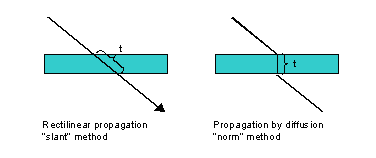 t
t
Rectilinear propagation
"slant" method
Propagation by diffusion
"norm" method